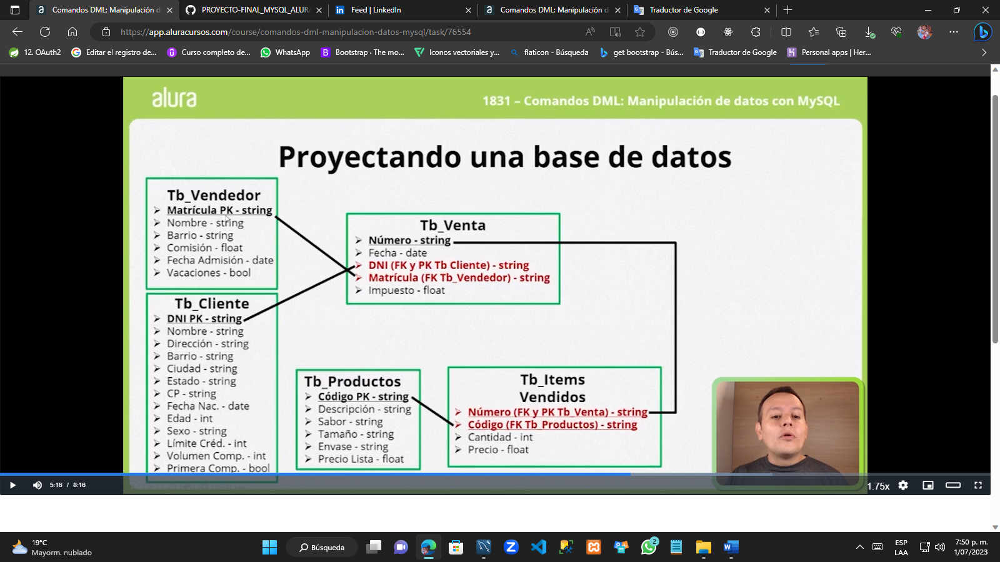 Comandos DML: Manipulación d
PROYECTO-FINAL_MYSQL_ALURA
Feed | LinkedIn
Comandos DML: Manipulación d
Traductor de Google
https://app.aluracursos.com/course/comandos-dml-manipulacion-datos-mysql/task/76554
12. OAuth2
Editar el registro de...
Curso completo de...
WhatsApp
Bootstrap · The mo...
Iconos vectoriales y...
flaticon - Búsqueda
get bootstrap - Bús...
Traductor de Google
Personal apps | Her...
alura
1831 – Comandos DML: Manipulación de datos con MySQL
Proyectando una base de datos
Tb_Vendedor
Matrícula PK - string
Nombre - string
Barrio - string
Comisión - float
Fecha Admisión - date
Vacaciones - bool
Tb_Cliente
DNI PK - string
Nombre - string
Dirección - string
Barrio - string
Ciudad - string
Estado - string
CP - string
Fecha Nac. - date
Edad - int
Sexo - string
Límite Créd. - int
Volumen Comp. - int
Primera Comp. - bool
Tb_Venta
Número - string
Fecha - date
DNI (FK y PK Tb Cliente) - string
Matrícula (FK Tb_Vendedor) - string
Impuesto - float
Tb_Productos
Código PK - string
Descripción - string
Sabor - string
Tamaño - string
Envase - string
Precio Lista - float
Tb_Items
Vendidos
Número (FK y PK Tb_Venta) - string
Código (FK Tb_Productos) - string
Cantidad - int
Precio - float
5:16 / 8:16
1.75x
19°C
Mayorm. nublado
Búsqueda
2
ESP
LAA
7:50 p. m.
1/07/2023